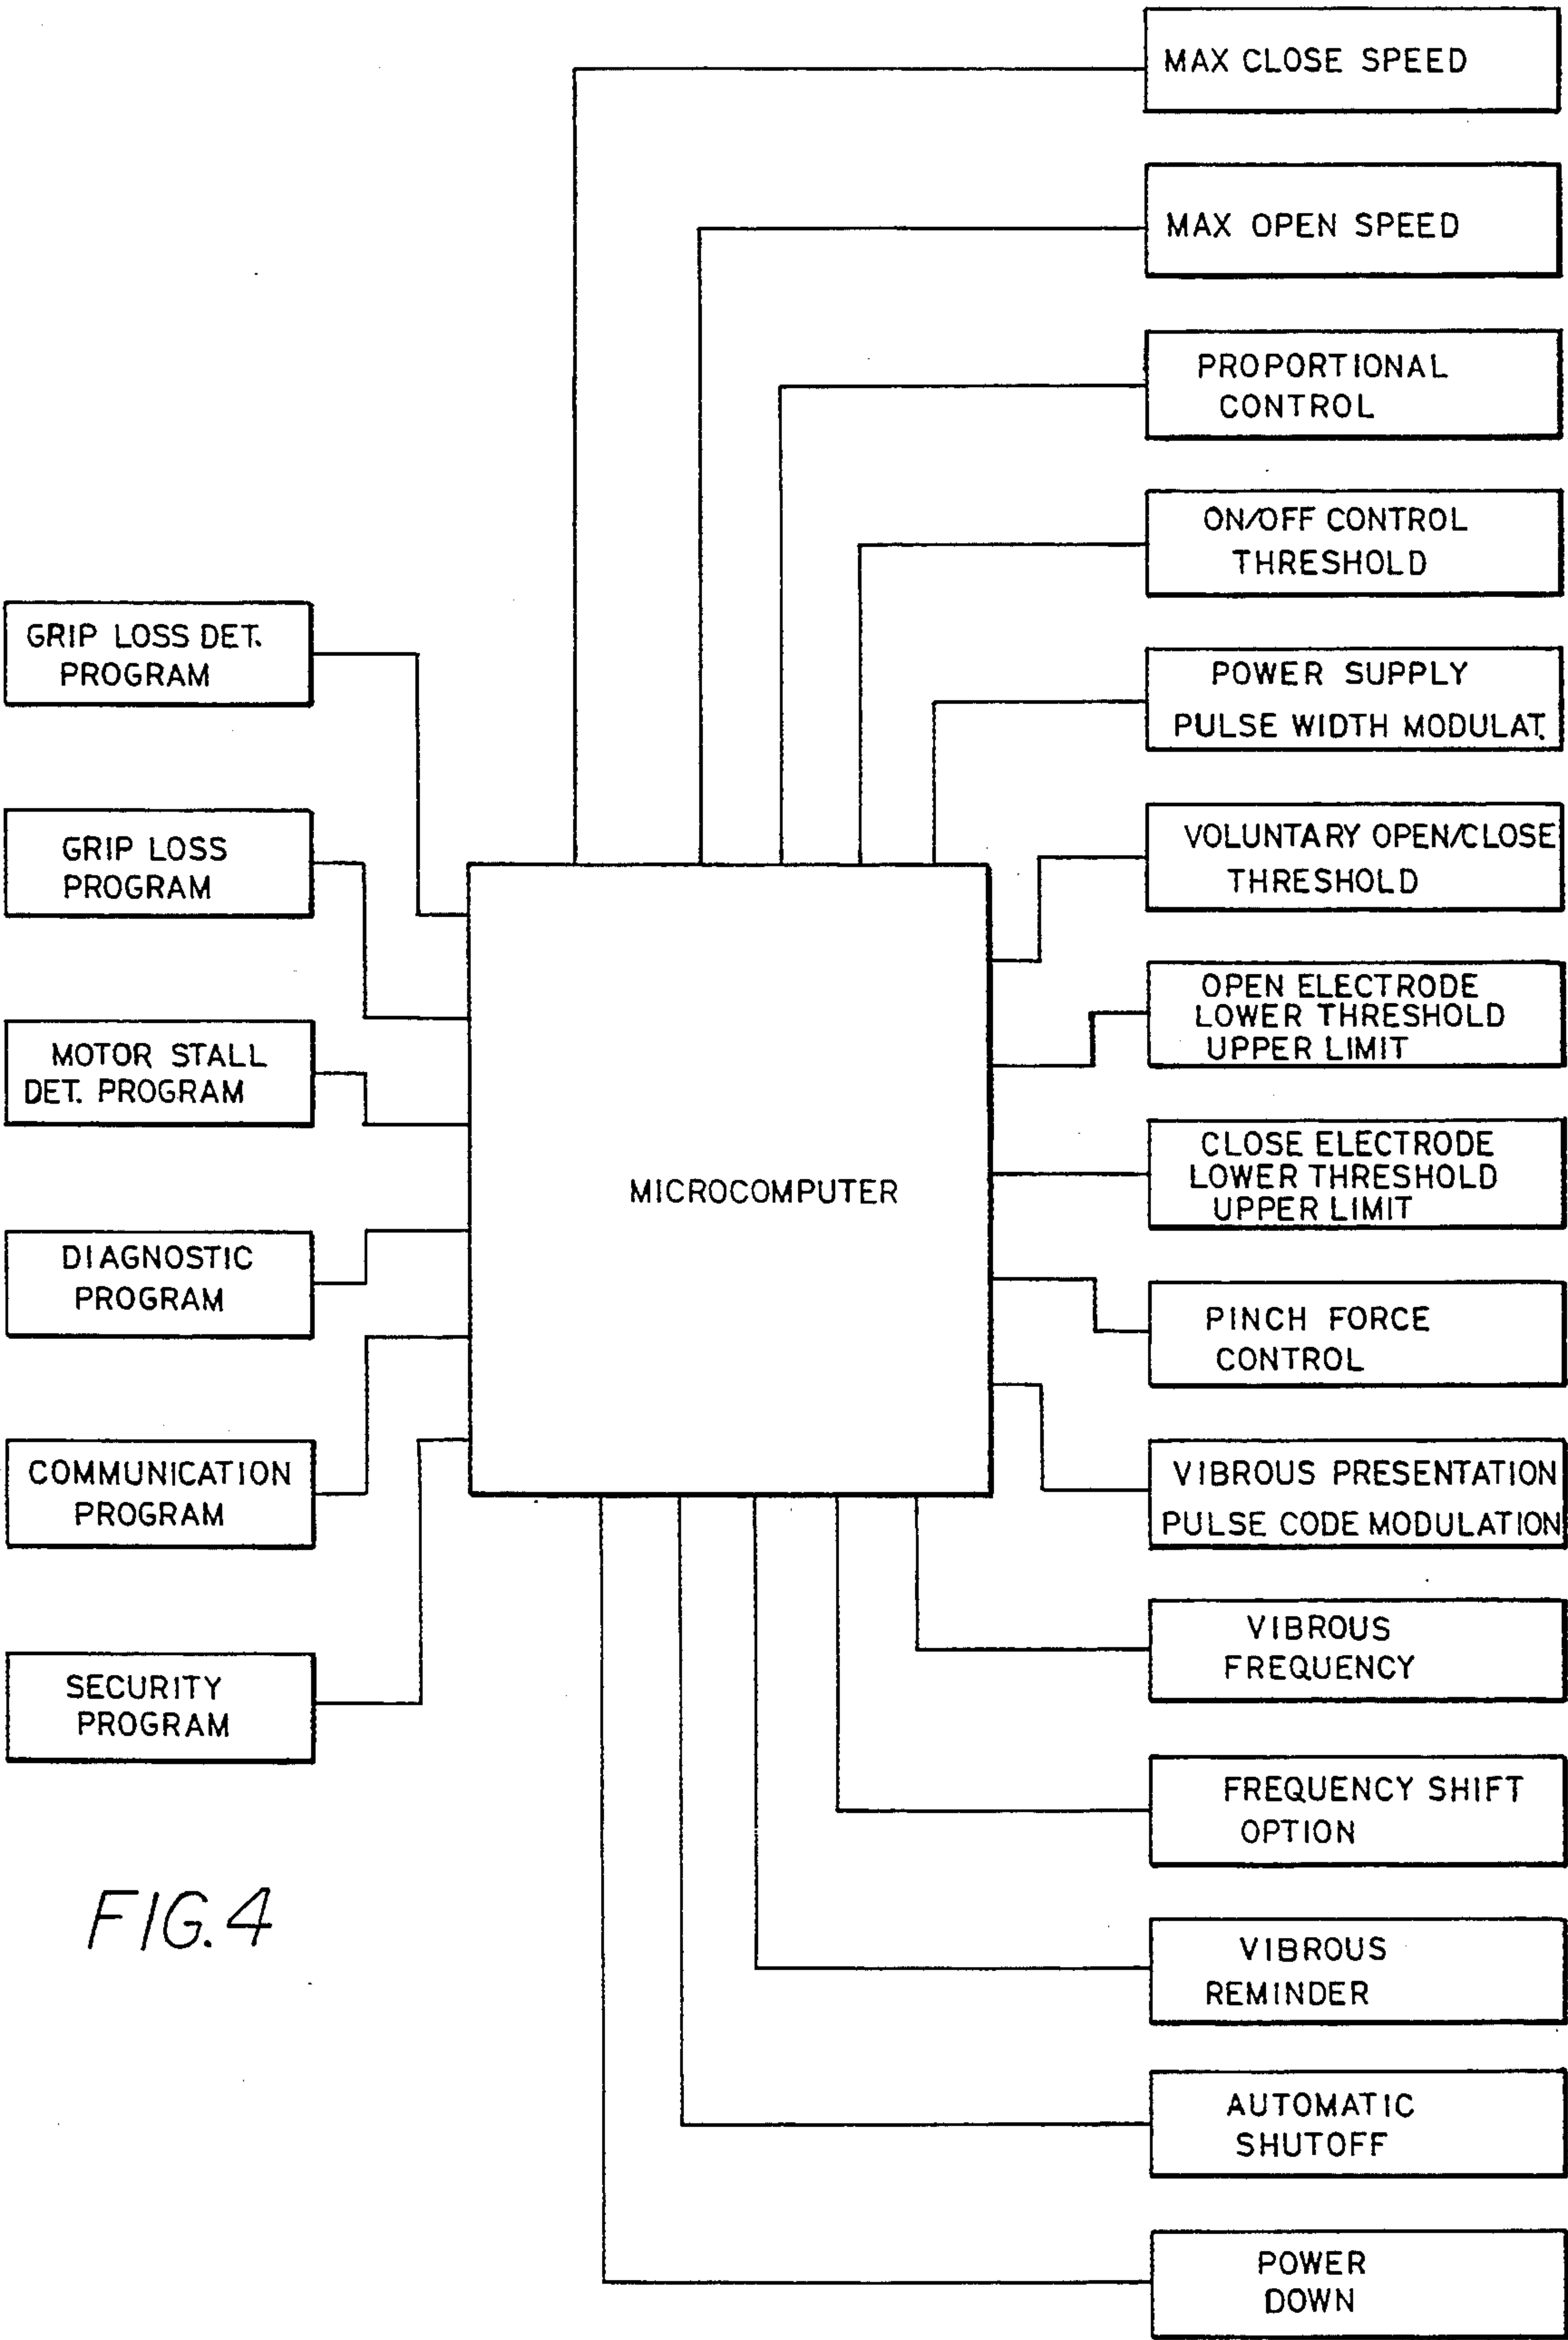 MAX CLOSE SPEED
MAX OPEN SPEED
PROPORTIONAL
CONTROL
ON/OFF CONTROL
THRESHOLD
POWER SUPPLY
PULSE WIDTH MODULAT.
VOLUNTARY OPEN/CLOSE
THRESHOLD
OPEN ELECTRODE
LOWER THRESHOLD
UPPER LIMIT
CLOSE ELECTRODE
LOWER THRESHOLD
UPPER LIMIT
PINCH FORCE
CONTROL
VIBROUS PRESENTATION
PULSE CODE MODULATION
VIBROUS
FREQUENCY
FREQUENCY SHIFT
OPTION
VIBROUS
REMINDER
AUTOMATIC
SHUTOFF
POWER
DOWN
GRIP LOSS DET.
PROGRAM
GRIP LOSS
PROGRAM
MOTOR STALL
DET. PROGRAM
DIAGNOSTIC
PROGRAM
COMMUNICATION
PROGRAM
SECURITY
PROGRAM
MICROCOMPUTER
FIG. 4